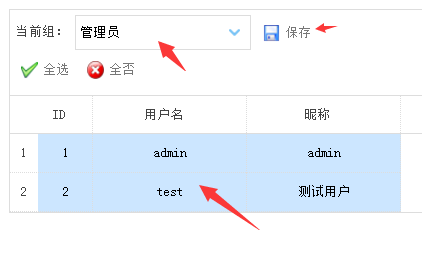 当前组： 管理员 保存
全选 全否
ID 用户名 昵称
1 1 admin admin
2 2 test 测试用户